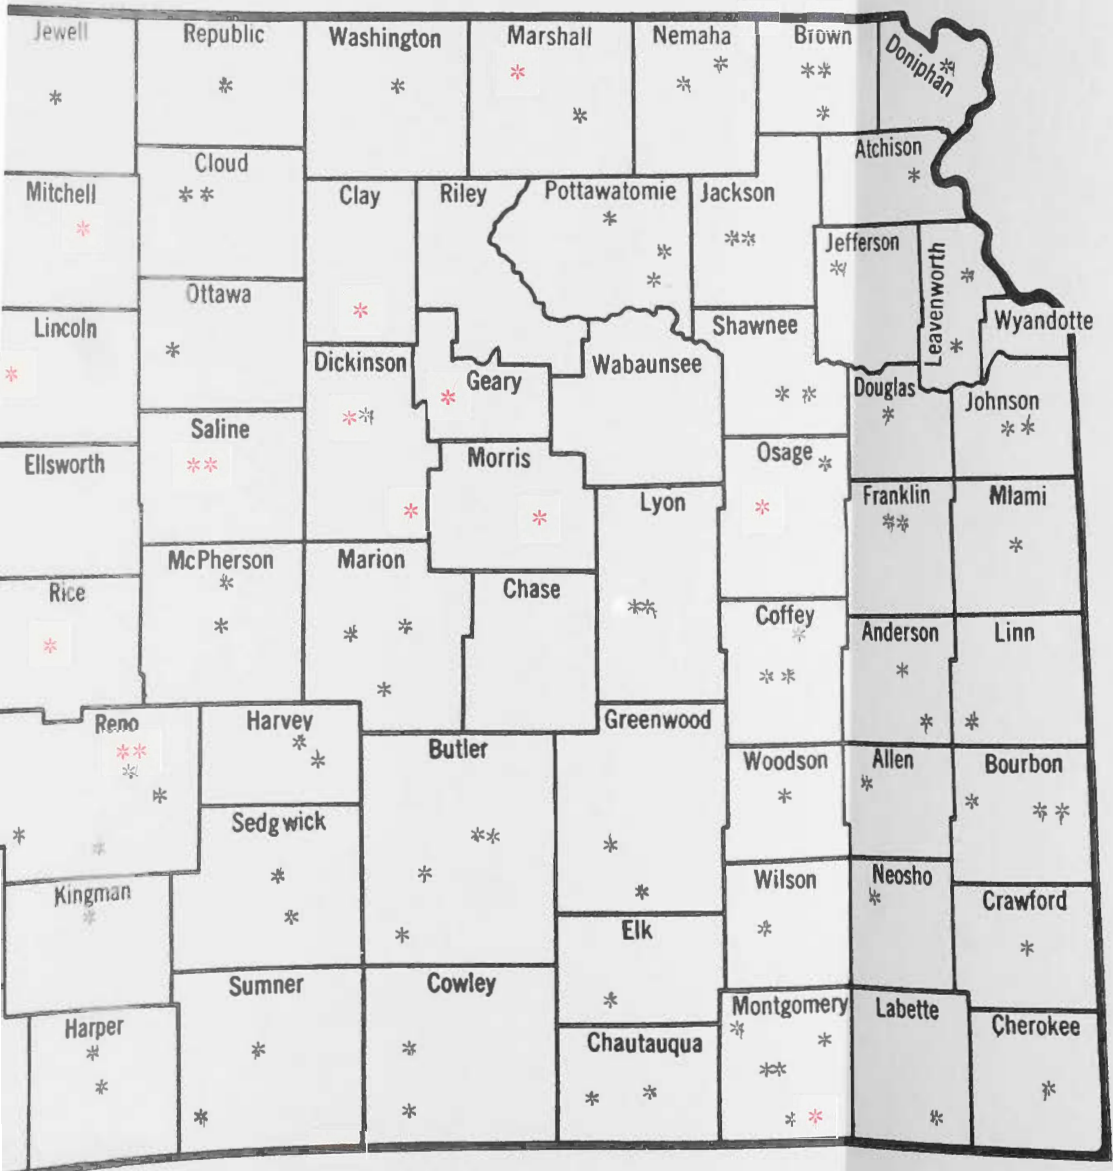 Jewell
Republic
Washington
Marshall
Nemaha
Brown
Doniphan
Atchison
Cloud
Mitchell
Clay
Riley
Pottawatomie
Jackson
Jefferson
Leavenworth
Ottawa
Lincoln
Shawnee
Wyandotte
Dickinson
Geary
Wabaunsee
Douglas
Johnson
Saline
Ellsworth
Morris
Osage
Lyon
Franklin
MIami
McPherson
Marion
Chase
Rice
Coffey
Anderson
Linn
Reno
Harvey
Greenwood
Butler
Woodson
Allen
Bourbon
Sedgwick
Kingman
Wilson
Neosho
Crawford
Elk
Sumner
Cowley
Montgomery
Labette
Harper
Chautauqua
Cherokee